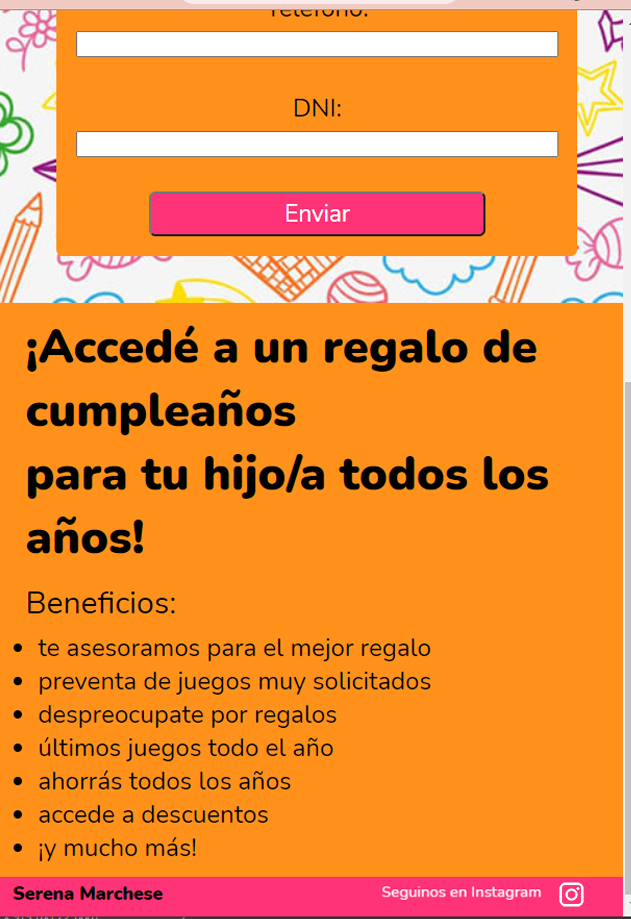 Teléfono:
DNI:
Enviar
¡Accedé a un regalo de
cumpleaños
para tu hijo/a todos los
años!
Beneficios:
te asesoramos para el mejor regalo
preventa de juegos muy solicitados
despreocupate por regalos
últimos juegos todo el año
ahorrás todos los años
accede a descuentos
¡y mucho más!
Serena Marchese
Seguinos en Instagram